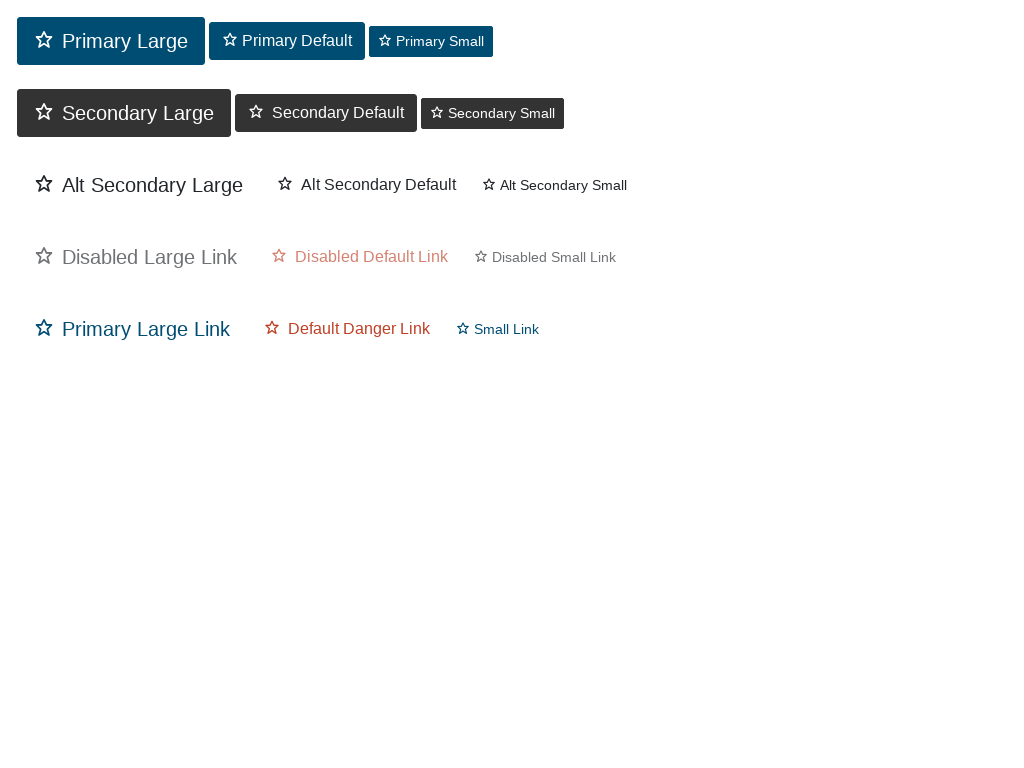 Primary Large Primary Default Primary Small
Secondary Large Secondary Default Secondary Small
Alt Secondary Large Alt Secondary Default Alt Secondary Small
Disabled Large Link Disabled Default Link Disabled Small Link
Primary Large Link Default Danger Link Small Link